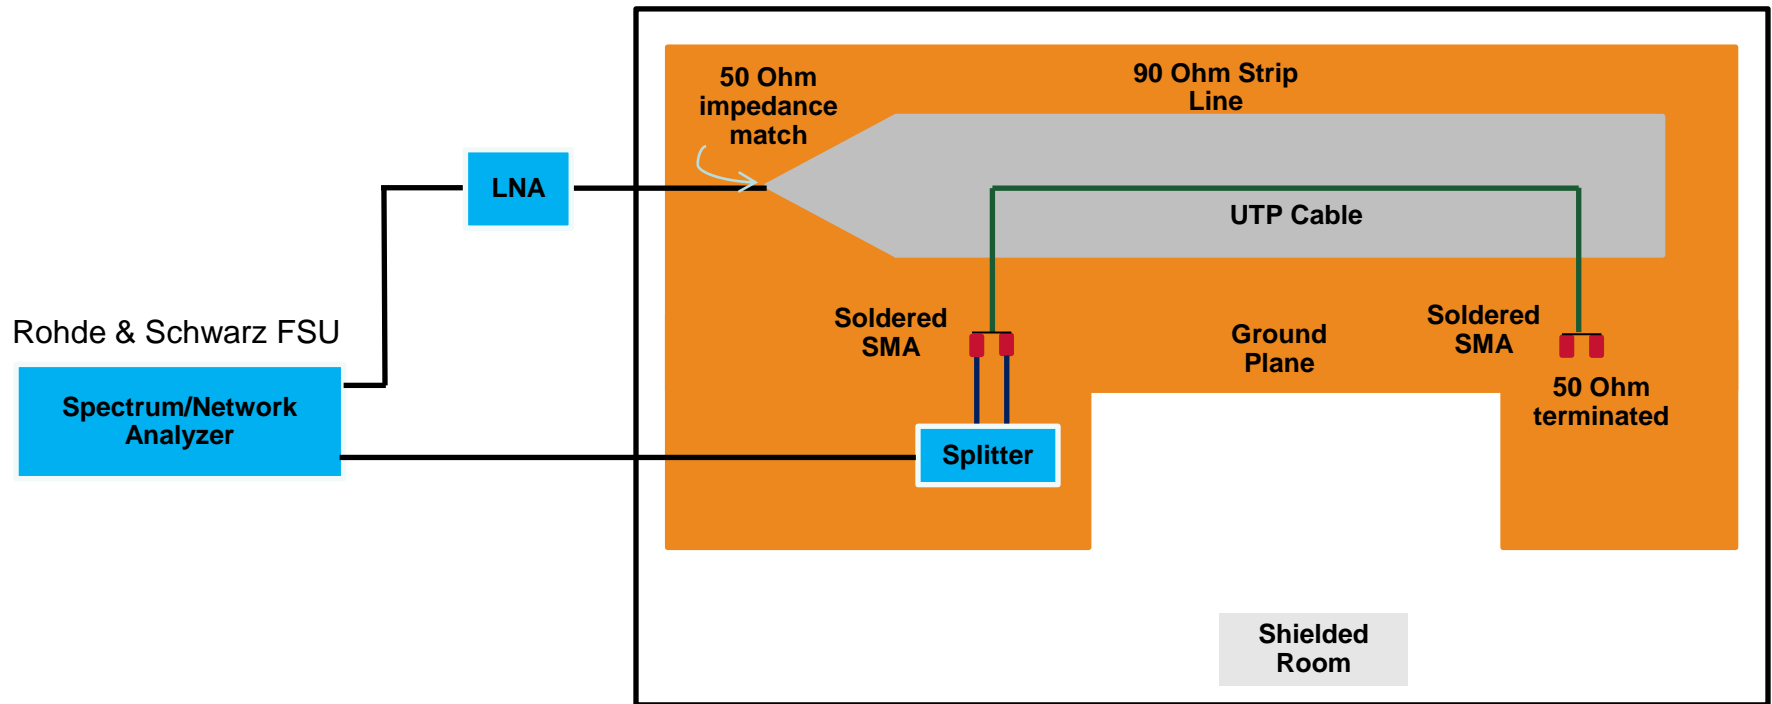 50 Ohm
impedance
match
90 Ohm Strip
Line
LNA
UTP Cable
Rohde & Schwarz FSU
Spectrum/Network
Analyzer
Soldered
SMA
Ground
Plane
Soldered
SMA
50 Ohm
terminated
Splitter
Shielded
Room